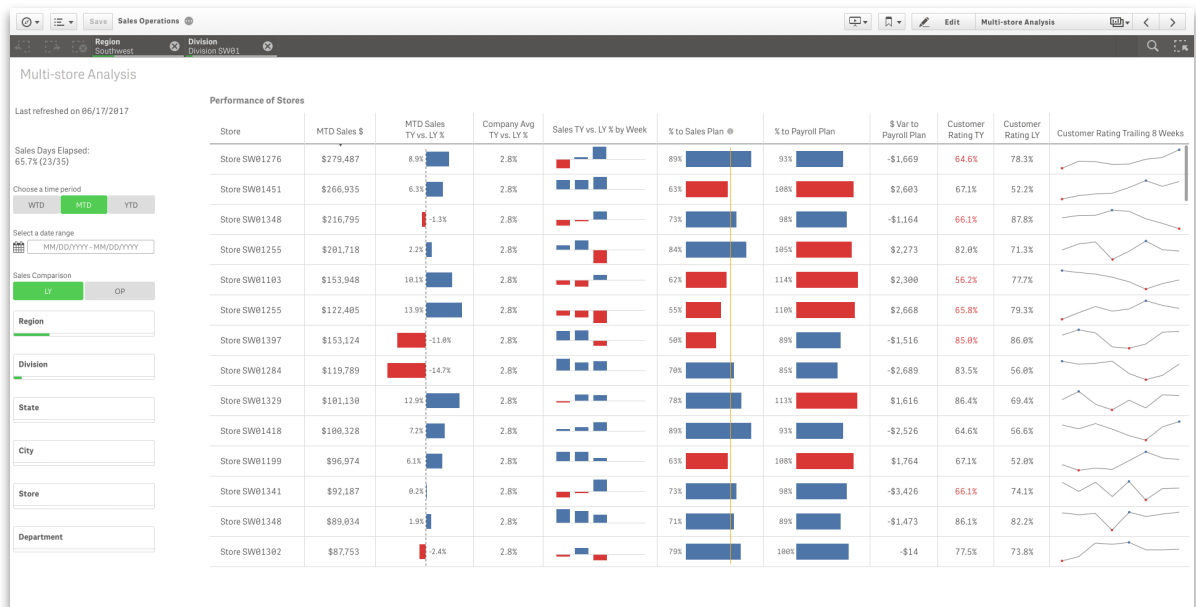 Save Sales Operations Edit Multi-store Analysis
Region Southwest Division Division SW01
Multi-store Analysis
Last refreshed on 06/17/2017
Sales Days Elapsed:
65.7% (23/35)
Choose a time period
WTD MTD YTD
Select a date range
MM/DD/YYYY - MM/DD/YYYY
Sales Comparison
LY OP
Region
Division
State
City
Store
Department
Performance of Stores
Store MTD Sales $ MTD Sales TY vs. LY % Company Avg TY vs. LY % Sales TY vs. LY % by Week % to Sales Plan % to Payroll Plan $ Var to Payroll Plan Customer Rating TY Customer Rating LY Customer Rating Trailing 8 Weeks
Store SW01276 $279,487 8.9% 2.8% 89% 93% -$1,669 64.6% 78.3%
Store SW01451 $266,935 6.3% 2.8% 63% 108% $2,603 67.1% 52.2%
Store SW01348 $216,795 -1.3% 2.8% 73% 98% -$1,164 66.1% 87.8%
Store SW01255 $201,718 2.2% 2.8% 84% 105% $2,273 82.0% 71.3%
Store SW01103 $153,948 10.1% 2.8% 62% 114% $2,300 56.2% 77.7%
Store SW01255 $122,405 13.9% 2.8% 55% 110% $2,668 65.8% 79.3%
Store SW01397 $153,124 -11.0% 2.8% 50% 89% -$1,516 85.0% 86.0%
Store SW01284 $119,789 -14.7% 2.8% 70% 85% -$2,689 83.5% 56.0%
Store SW01329 $101,130 12.9% 2.8% 78% 113% $1,616 86.4% 69.4%
Store SW01418 $100,328 7.2% 2.8% 89% 93% -$2,526 64.6% 56.6%
Store SW01199 $96,974 6.1% 2.8% 63% 108% $1,764 67.1% 52.0%
Store SW01341 $92,187 0.2% 2.8% 73% 98% -$3,426 66.1% 74.1%
Store SW01348 $89,034 1.9% 2.8% 71% 89% -$1,473 86.1% 82.2%
Store SW01302 $87,753 -2.4% 2.8% 79% 100% -$14 77.5% 73.8%